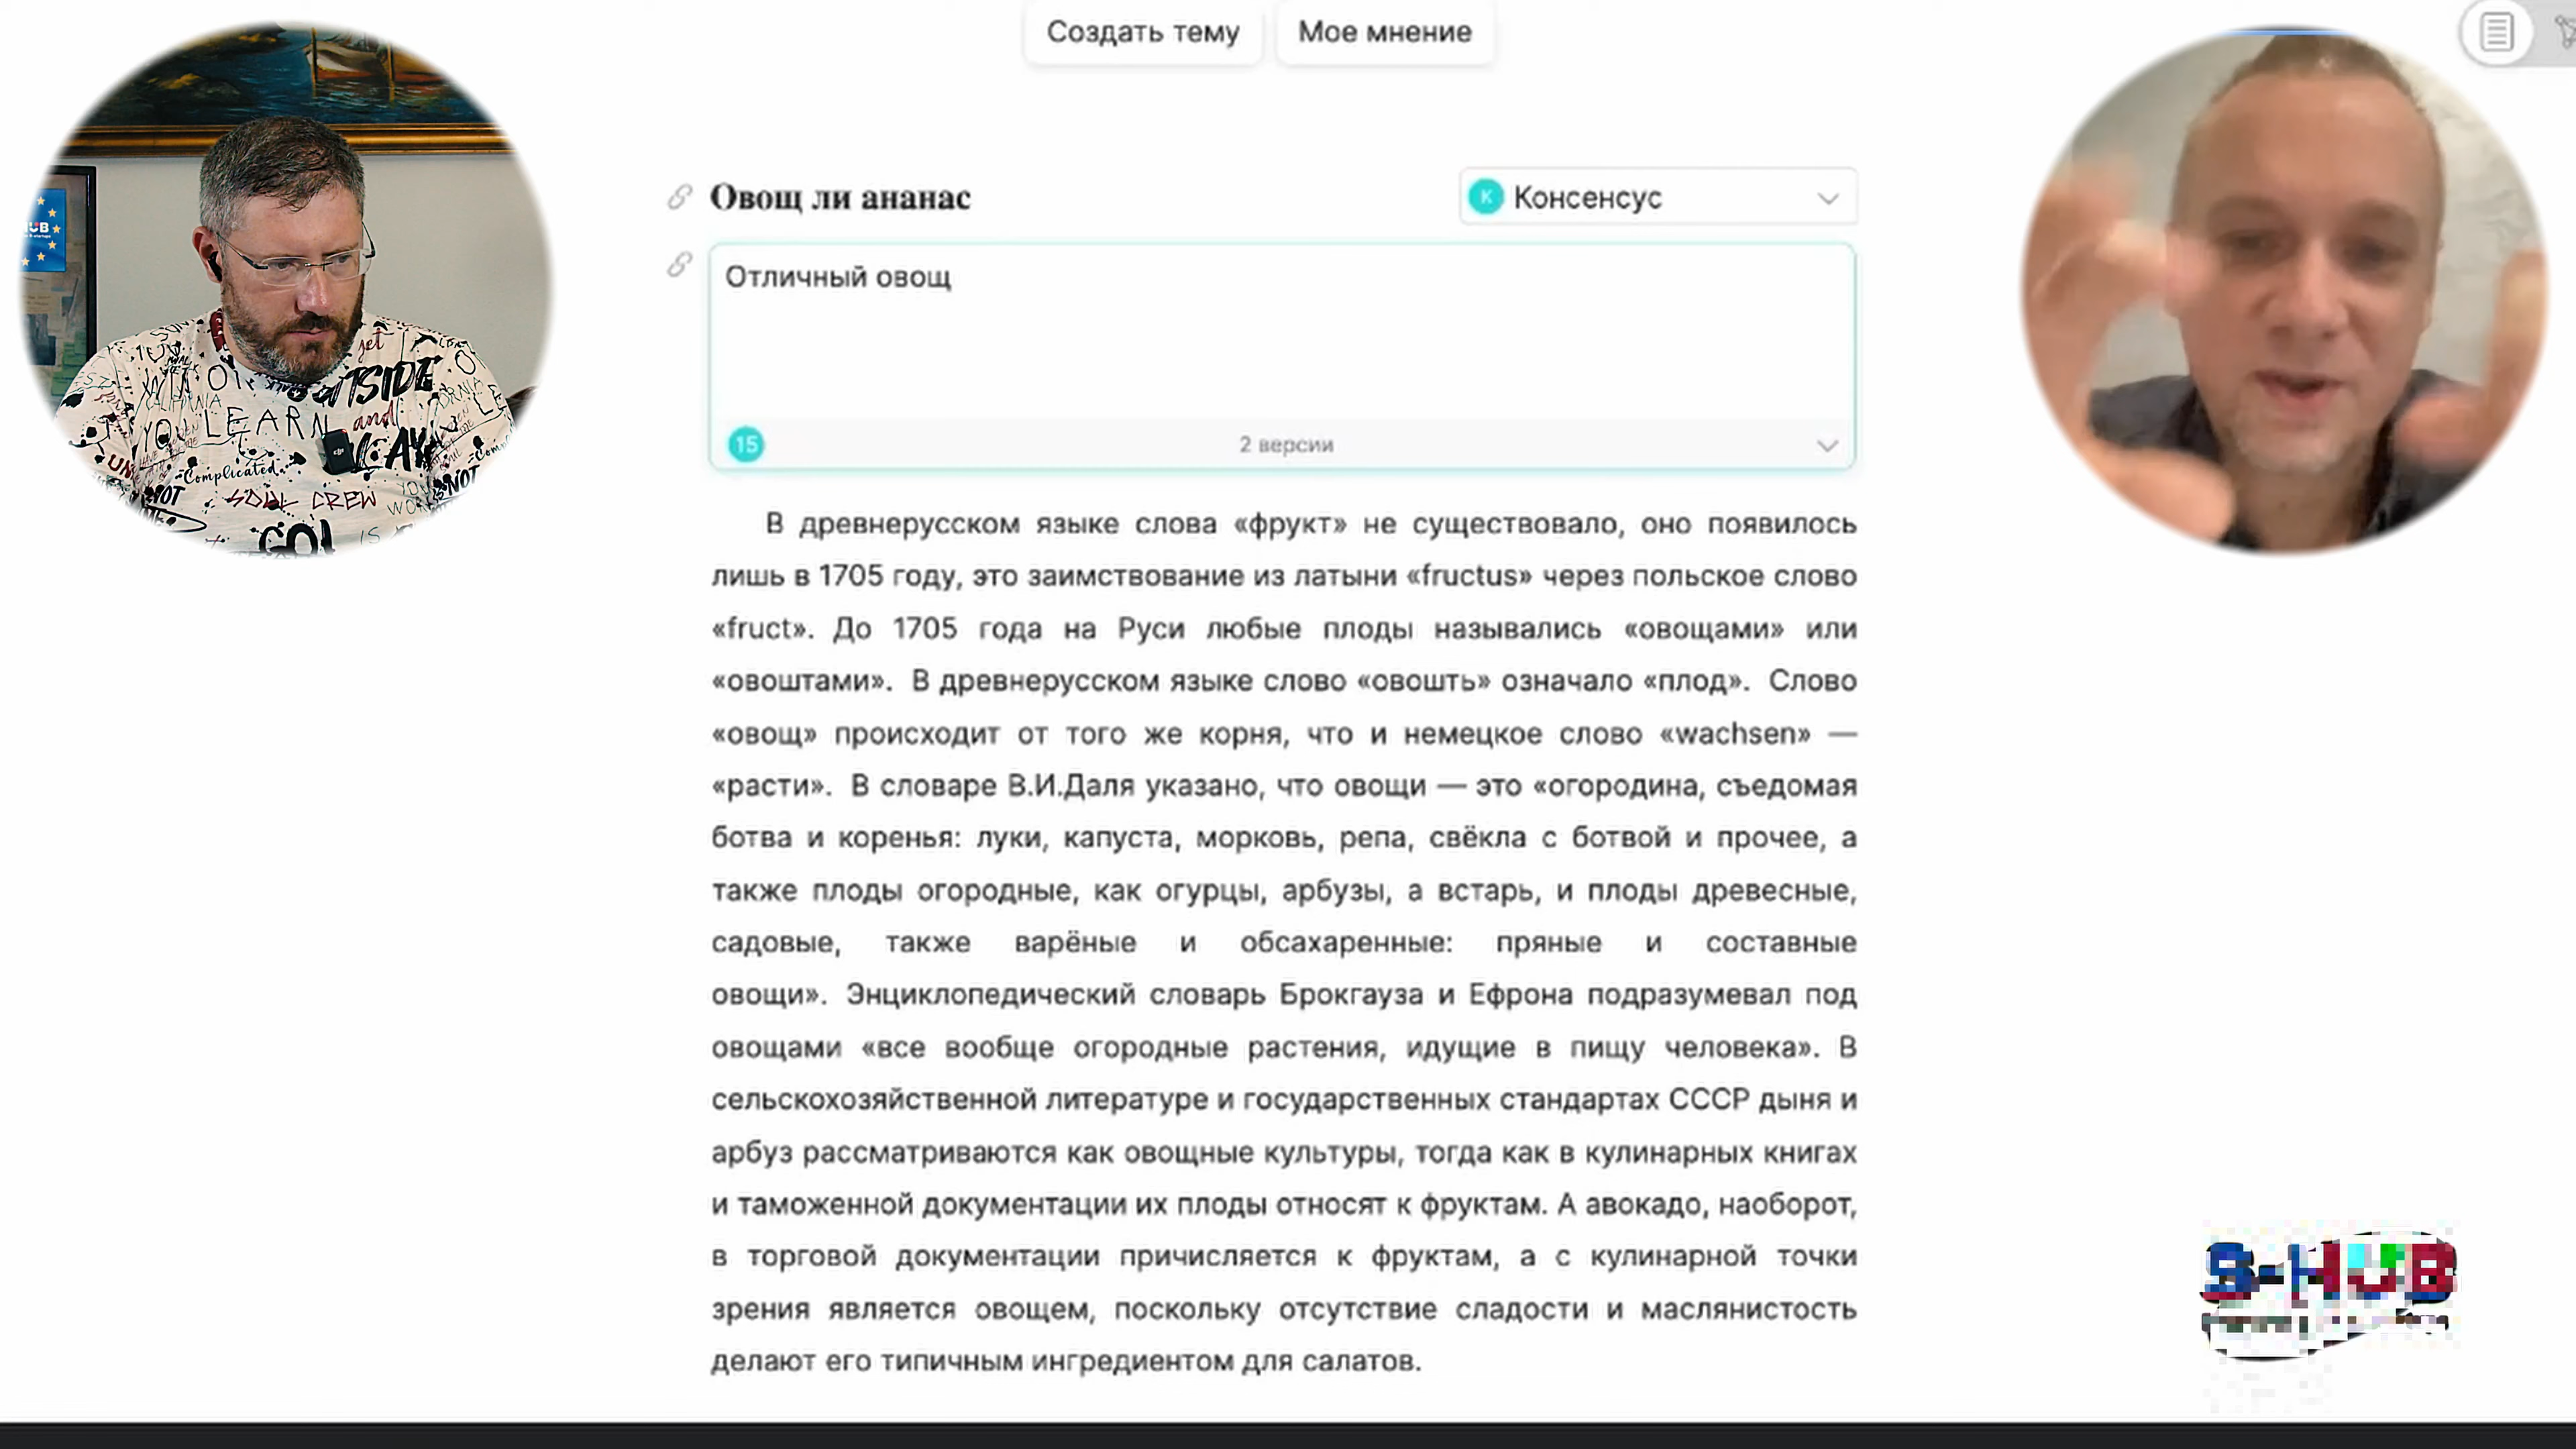 Создать тему
Мое мнение
Овощ ли ананас
К Консенсус
Отличный овощ
15
2 версии
В древнерусском языке слова «фрукт» не существовало, оно появилось
лишь в 1705 году, это заимствование из латыни «fructus» через польское слово
«fruct». До 1705 года на Руси любые плоды назывались «овощами» или
«овоштами». В древнерусском языке слово «овошть» означало «плод». Слово
«овощ» происходит от того же корня, что и немецкое слово «wachsen» —
«расти». В словаре В.И.Даля указано, что овощи — это «огородина, съедомая
ботва и коренья: луки, капуста, морковь, репа, свёкла с ботвой и прочее, а
также плоды огородные, как огурцы, арбузы, а встарь, и плоды древесные,
садовые, также варёные и обсахаренные: пряные и составные
овощи». Энциклопедический словарь Брокгауза и Ефрона подразумевал под
овощами «все вообще огородные растения, идущие в пищу человека». В
сельскохозяйственной литературе и государственных стандартах СССР дыня и
арбуз рассматриваются как овощные культуры, тогда как в кулинарных книгах
и таможенной документации их плоды относят к фруктам. А авокадо, наоборот,
в торговой документации причисляется к фруктам, а с кулинарной точки
зрения является овощем, поскольку отсутствие сладости и маслянистость
делают его типичным ингредиентом для салатов.
OUTSIDE
YOU LEARN and
Complicated
SOUL CREW
S-HUB